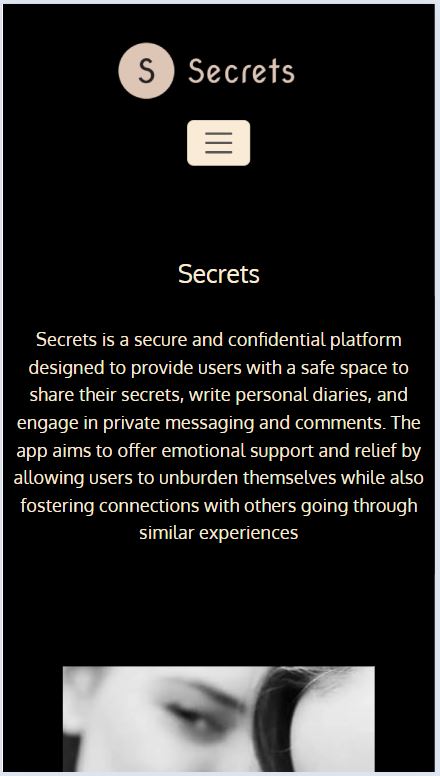 S Secrets
Secrets
Secrets is a secure and confidential platform
designed to provide users with a safe space to
share their secrets, write personal diaries, and
engage in private messaging and comments. The
app aims to offer emotional support and relief by
allowing users to unburden themselves while also
fostering connections with others going through
similar experiences